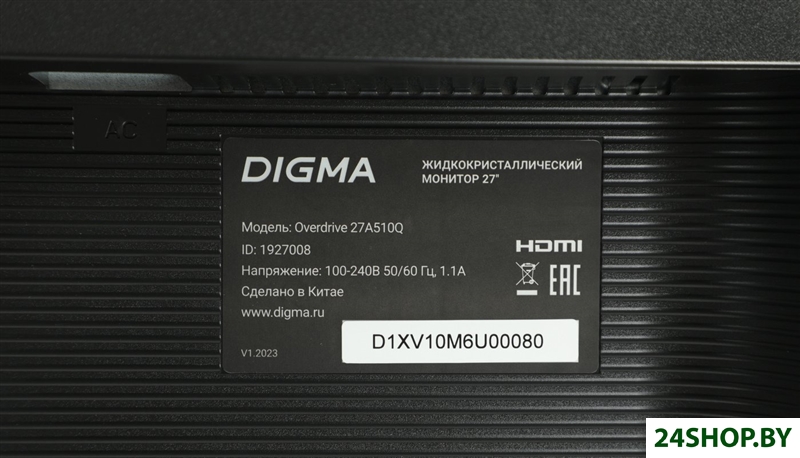 AC
DIGMA
ЖИДКОКРИСТАЛЛИЧЕСКИЙ
МОНИТОР 27"
Модель: Overdrive 27A510Q
ID: 1927008
Напряжение: 100-240В 50/60 Гц, 1.1А
Сделано в Китае
www.digma.ru
HDMI
EAC
D1XV10M6U00080
V1.2023
24SHOP.BY